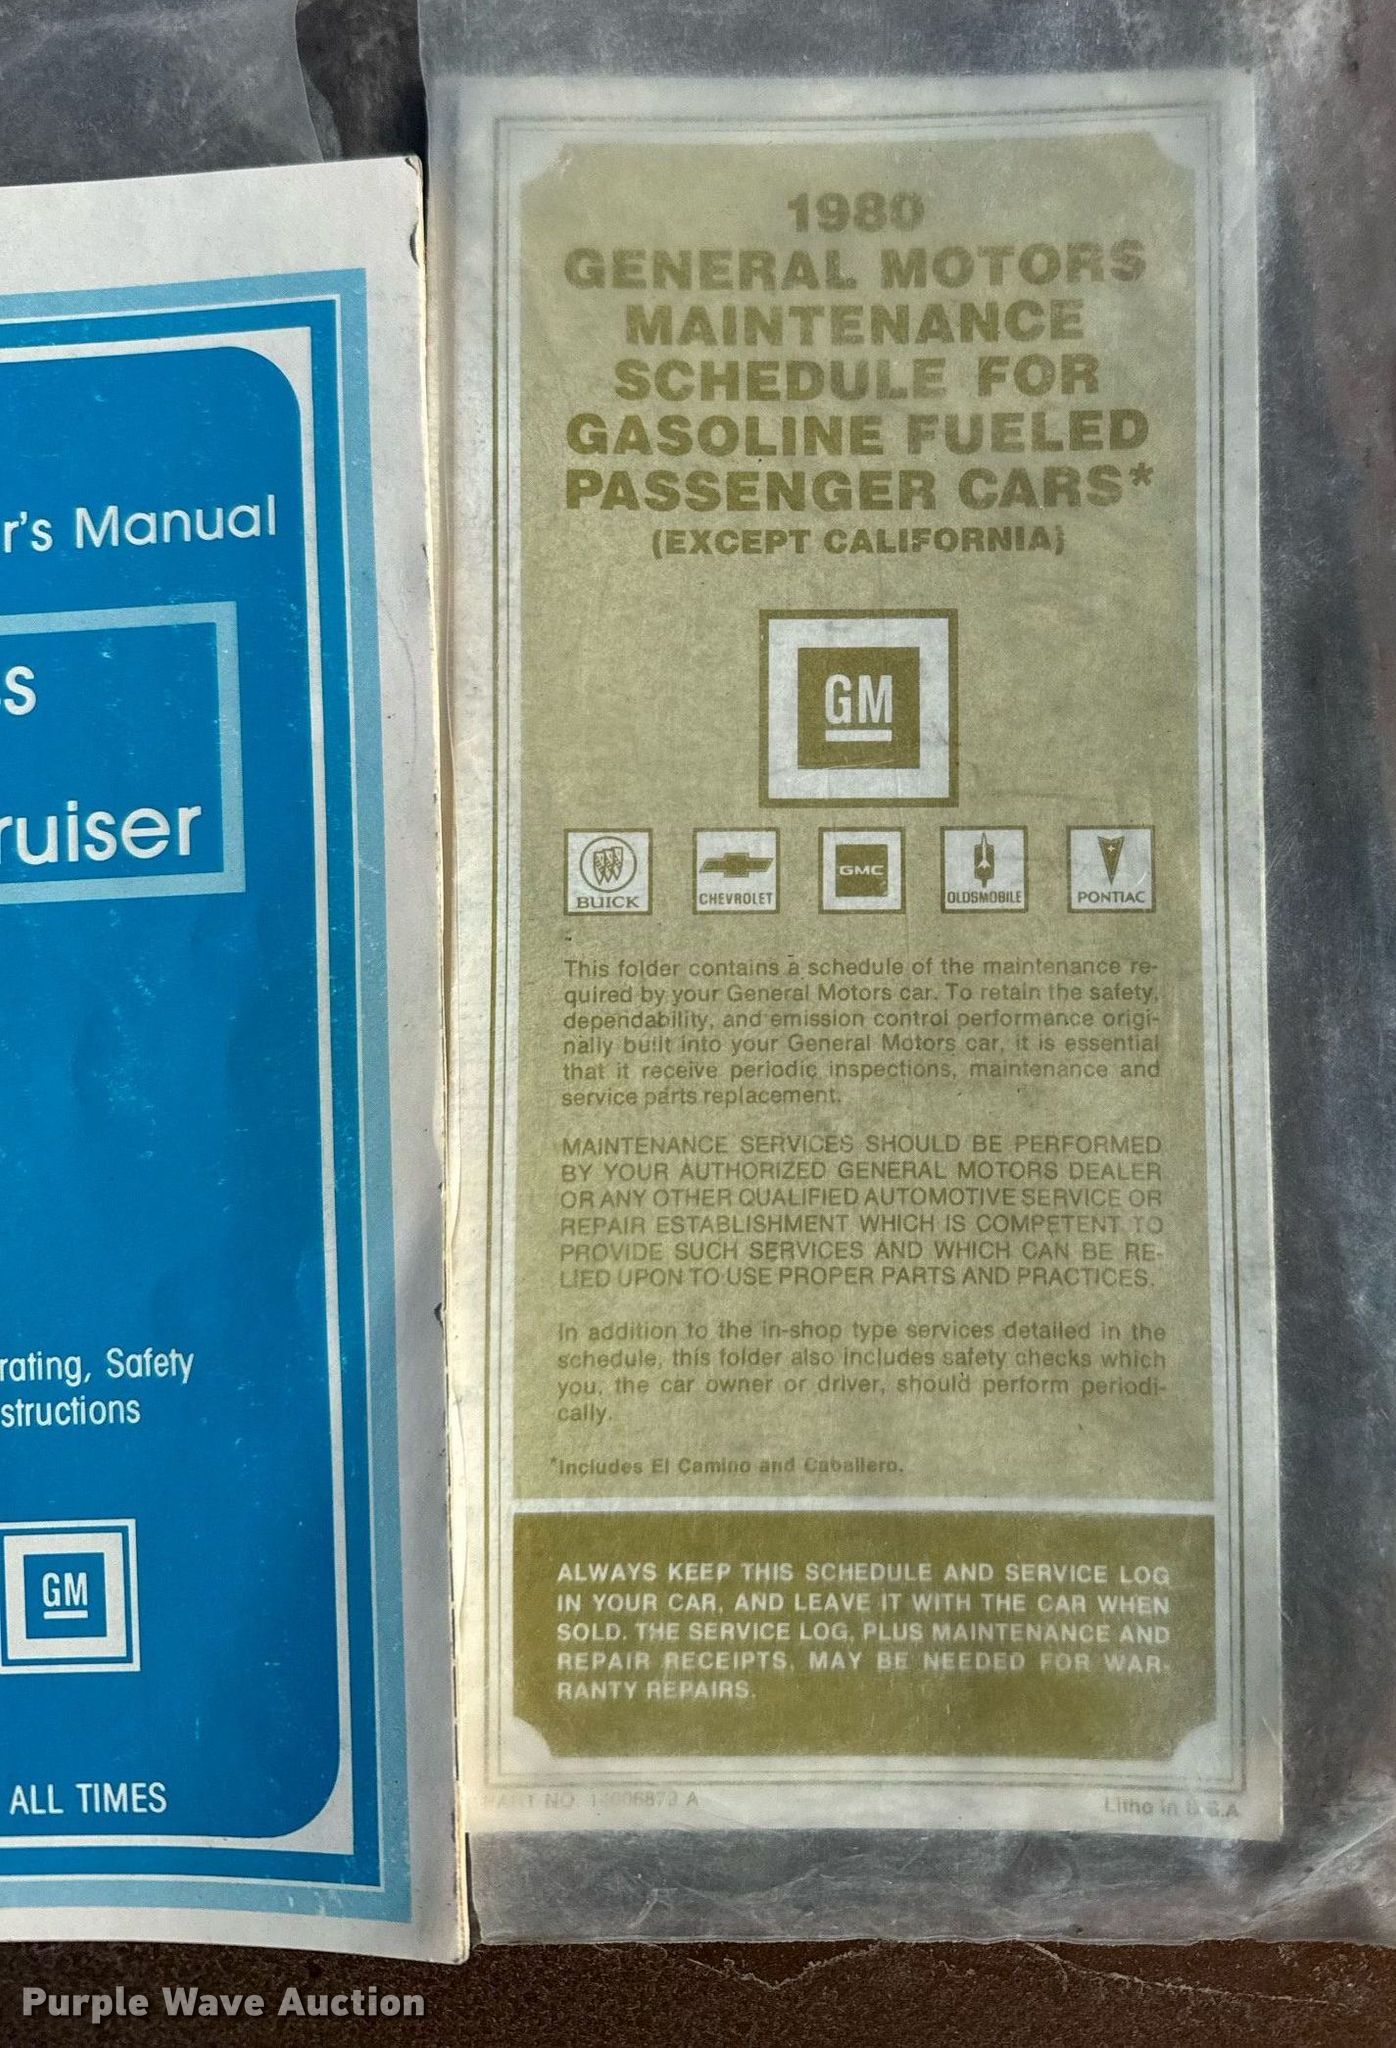 r's Manual
ss
ruiser
rating, Safety
structions
GM
ALL TIMES
1980
GENERAL MOTORS
MAINTENANCE
SCHEDULE FOR
GASOLINE FUELED
PASSENGER CARS*
(EXCEPT CALIFORNIA)
GM
BUICK
CHEVROLET
GMC
OLDSMOBILE
PONTIAC
This folder contains a schedule of the maintenance re-
quired by your General Motors car. To retain the safety,
dependability, and emission control performance origi-
nally built into your General Motors car, it is essential
that it receive periodic inspections, maintenance and
service parts replacement.
MAINTENANCE SERVICES SHOULD BE PERFORMED
BY YOUR AUTHORIZED GENERAL MOTORS DEALER
OR ANY OTHER QUALIFIED AUTOMOTIVE SERVICE OR
REPAIR ESTABLISHMENT WHICH IS COMPETENT TO
PROVIDE SUCH SERVICES AND WHICH CAN BE RE-
LIED UPON TO USE PROPER PARTS AND PRACTICES.
In addition to the in-shop type services detailed in the
schedule, this folder also includes safety checks which
you, the car owner or driver, should perform periodi-
cally.
*Includes El Camino and Caballero.
ALWAYS KEEP THIS SCHEDULE AND SERVICE LOG
IN YOUR CAR, AND LEAVE IT WITH THE CAR WHEN
SOLD. THE SERVICE LOG, PLUS MAINTENANCE AND
REPAIR RECEIPTS, MAY BE NEEDED FOR WAR-
RANTY REPAIRS.
PART NO A
Litho in U.S.A
Purple Wave Auction